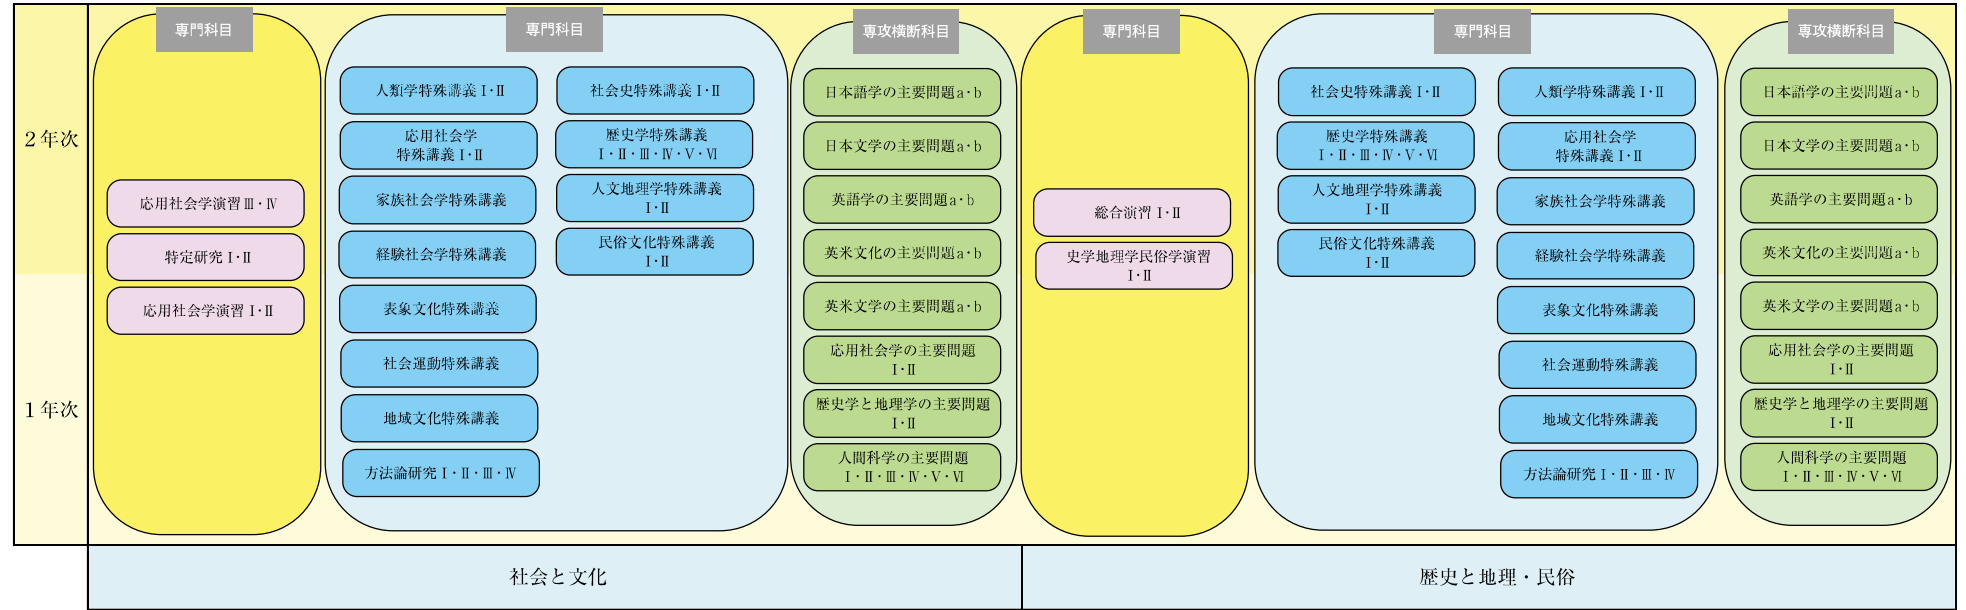 ２年次
１年次
専門科目
応用社会学演習 Ⅲ・Ⅳ
特定研究 Ⅰ・Ⅱ
応用社会学演習 Ⅰ・Ⅱ
専門科目
人類学特殊講義 Ⅰ・Ⅱ
応用社会学
特殊講義 Ⅰ・Ⅱ
家族社会学特殊講義
経験社会学特殊講義
表象文化特殊講義
社会運動特殊講義
地域文化特殊講義
方法論研究 Ⅰ・Ⅱ・Ⅲ・Ⅳ
社会史特殊講義 Ⅰ・Ⅱ
歴史学特殊講義
Ⅰ・Ⅱ・Ⅲ・Ⅳ・Ⅴ・Ⅵ
人文地理学特殊講義
Ⅰ・Ⅱ
民俗文化特殊講義
Ⅰ・Ⅱ
専攻横断科目
日本語学の主要問題a・b
日本文学の主要問題a・b
英語学の主要問題a・b
英米文化の主要問題a・b
英米文学の主要問題a・b
応用社会学の主要問題
Ⅰ・Ⅱ
歴史学と地理学の主要問題
Ⅰ・Ⅱ
人間科学の主要問題
Ⅰ・Ⅱ・Ⅲ・Ⅳ・Ⅴ・Ⅵ
専門科目
総合演習 Ⅰ・Ⅱ
史学地理学民俗学演習
Ⅰ・Ⅱ
専門科目
社会史特殊講義 Ⅰ・Ⅱ
歴史学特殊講義
Ⅰ・Ⅱ・Ⅲ・Ⅳ・Ⅴ・Ⅵ
人文地理学特殊講義
Ⅰ・Ⅱ
民俗文化特殊講義
Ⅰ・Ⅱ
人類学特殊講義 Ⅰ・Ⅱ
応用社会学
特殊講義 Ⅰ・Ⅱ
家族社会学特殊講義
経験社会学特殊講義
表象文化特殊講義
社会運動特殊講義
地域文化特殊講義
方法論研究 Ⅰ・Ⅱ・Ⅲ・Ⅳ
専攻横断科目
日本語学の主要問題a・b
日本文学の主要問題a・b
英語学の主要問題a・b
英米文化の主要問題a・b
英米文学の主要問題a・b
応用社会学の主要問題
Ⅰ・Ⅱ
歴史学と地理学の主要問題
Ⅰ・Ⅱ
人間科学の主要問題
Ⅰ・Ⅱ・Ⅲ・Ⅳ・Ⅴ・Ⅵ
社会と文化
歴史と地理・民俗